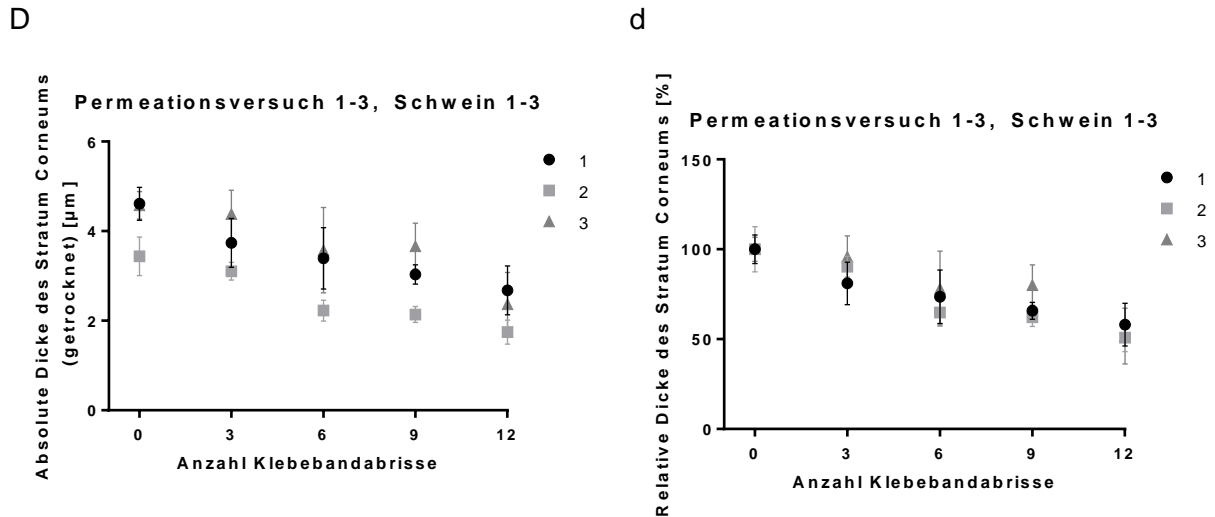 D
Permeationsversuch 1-3, Schwein 1-3
Absolute Dicke des Stratum Corneums
(getrocknet) [µm]
6
4
2
0
0 3 6 9 12
Anzahl Klebebandabrisse
1
2
3
d
Permeationsversuch 1-3, Schwein 1-3
Relative Dicke des Stratum Corneums [%]
150
100
50
0
0 3 6 9 12
Anzahl Klebebandabrisse
1
2
3